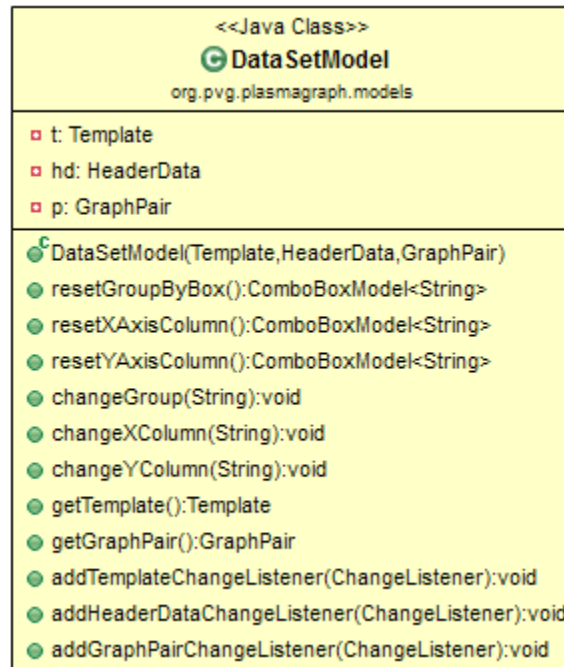 <<Java Class>>
DataSetModel
org.pvg.plasmagraph.models
t: Template
hd: HeaderData
p: GraphPair
DataSetModel(Template,HeaderData,GraphPair)
resetGroupByBox():ComboBoxModel<String>
resetXAxisColumn():ComboBoxModel<String>
resetYAxisColumn():ComboBoxModel<String>
changeGroup(String):void
changeXColumn(String):void
changeYColumn(String):void
getTemplate():Template
getGraphPair():GraphPair
addTemplateChangeListener(ChangeListener):void
addHeaderDataChangeListener(ChangeListener):void
addGraphPairChangeListener(ChangeListener):void